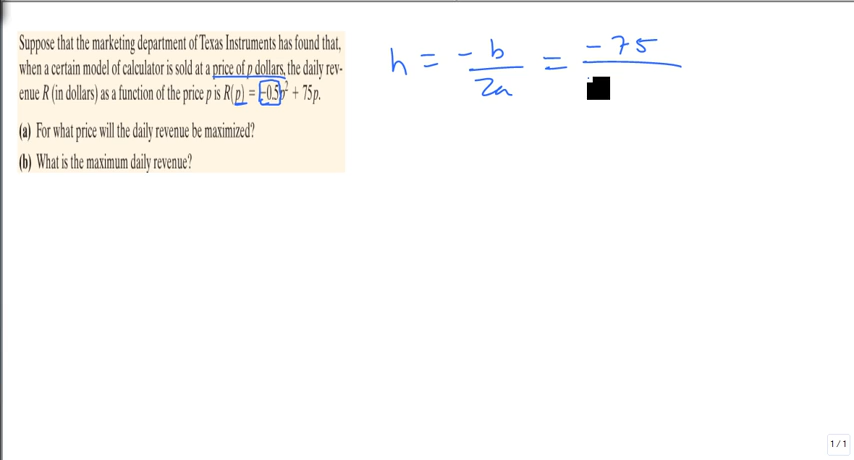 Suppose that the marketing department of Texas Instruments has found that,
when a certain model of calculator is sold at a price of p dollars, the daily rev-
enue R (in dollars) as a function of the price p is R(p) = −0.5p² + 75p.
(a) For what price will the daily revenue be maximized?
(b) What is the maximum daily revenue?
h = -b/2a = -75/
1 / 1